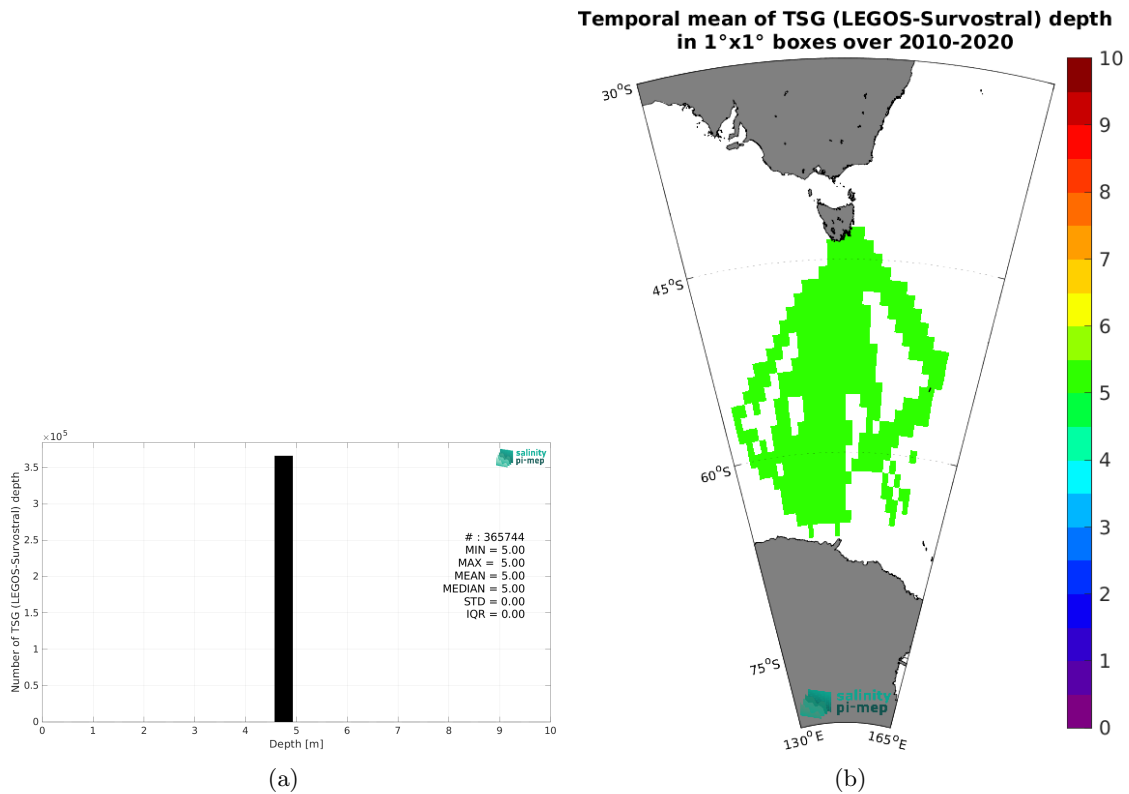 ×10⁵
3.5
3
2.5
2
1.5
1
0.5
0
Number of TSG (LEGOS-Survostral) depth
salinity
pi-mep
# : 365744
MIN = 5.00
MAX = 5.00
MEAN = 5.00
MEDIAN = 5.00
STD = 0.00
IQR = 0.00
0 1 2 3 4 5 6 7 8 9 10
Depth [m]
(a)
Temporal mean of TSG (LEGOS-Survostral) depth
in 1°x1° boxes over 2010-2020
30°S
45°S
60°S
75°S
130°E
165°E
salinity
pi-mep
10
9
8
7
6
5
4
3
2
1
0
(b)